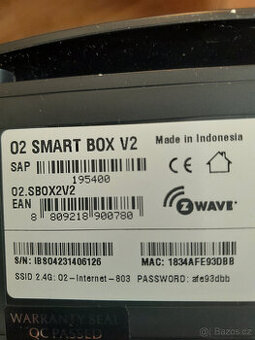 O2 SMART BOX V2
Made in Indonesia
SAP
195400
O2.SBOX2V2
EAN
8 809218 900780
Z WAVE
S/N: IBS04231406126
MAC: 1834AFE93DBB
SSID 2.4G: O2-Internet-803 PASSWORD: afe93dbb
WARRANTY SEAL
QC PASSED
bazoš.cz